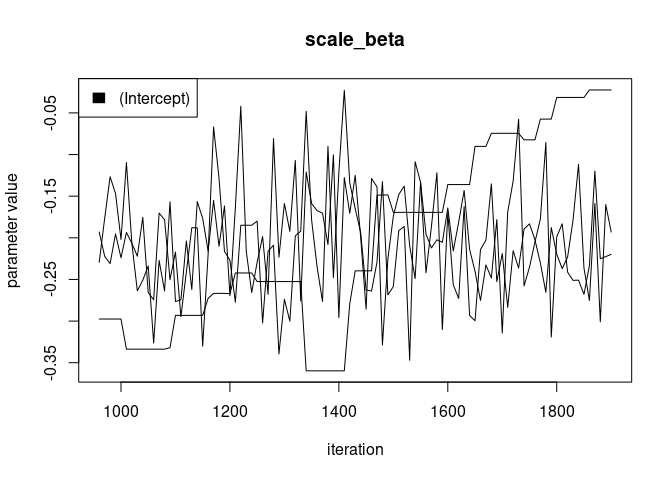 scale_beta
(Intercept)
parameter value
-0.05
-0.15
-0.25
-0.35
1000 1200 1400 1600 1800
iteration